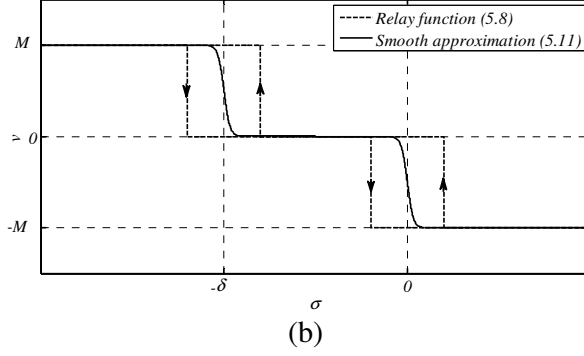 Relay function (5.8)
Smooth approximation (5.11)
M
v 0
-M
-δ 0
σ
(b)